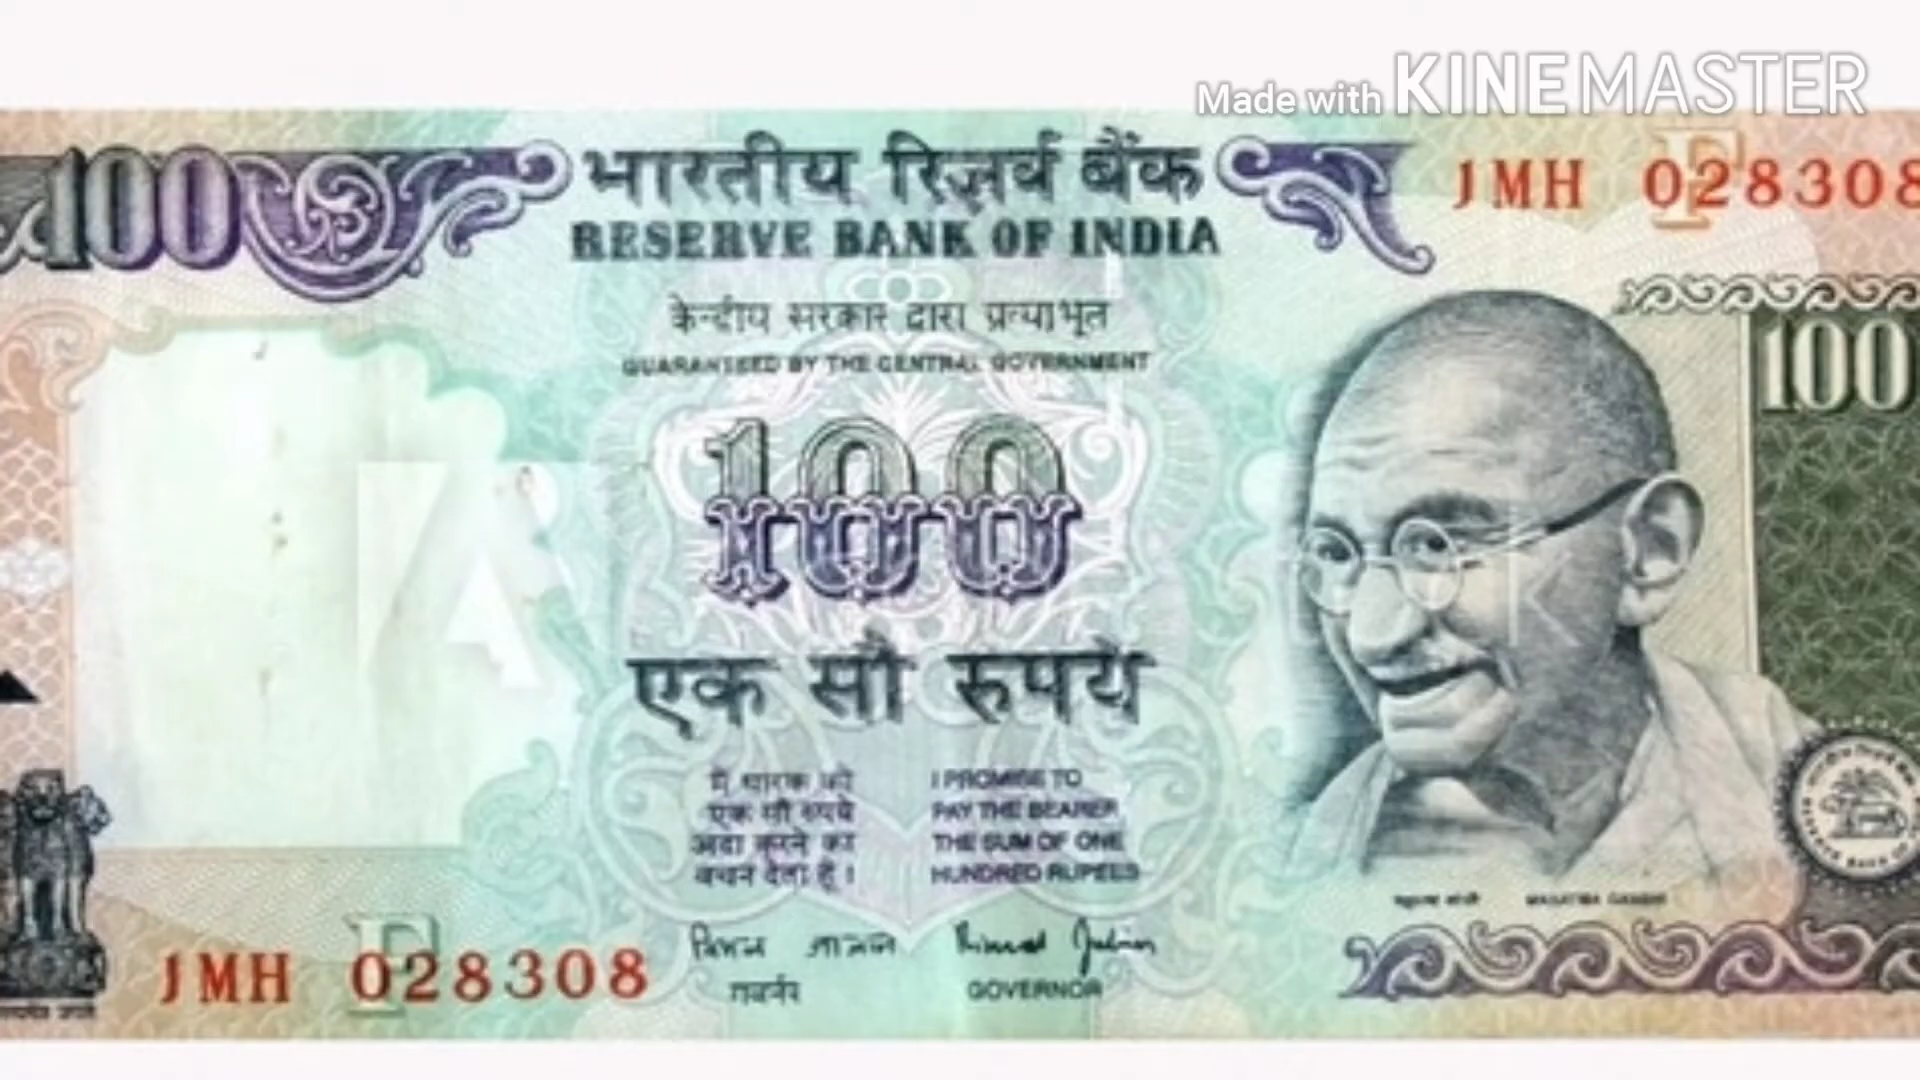 Made with KINEMASTER
100 भारतीय रिज़र्व बैंक JMH 028308
RESERVE BANK OF INDIA
केन्द्रीय सरकार द्वारा प्रत्याभूत
GUARANTEED BY THE CENTRAL GOVERNMENT
100
100
एक सौ रुपये
मैं धारक को
एक सौ रुपये
अदा करने का
वचन देता हूँ ।
I PROMISE TO
PAY THE BEARER
THE SUM OF ONE
HUNDRED RUPEES
गवर्नर
GOVERNOR
MAHATMA GANDHI
JMH 028308
F
F